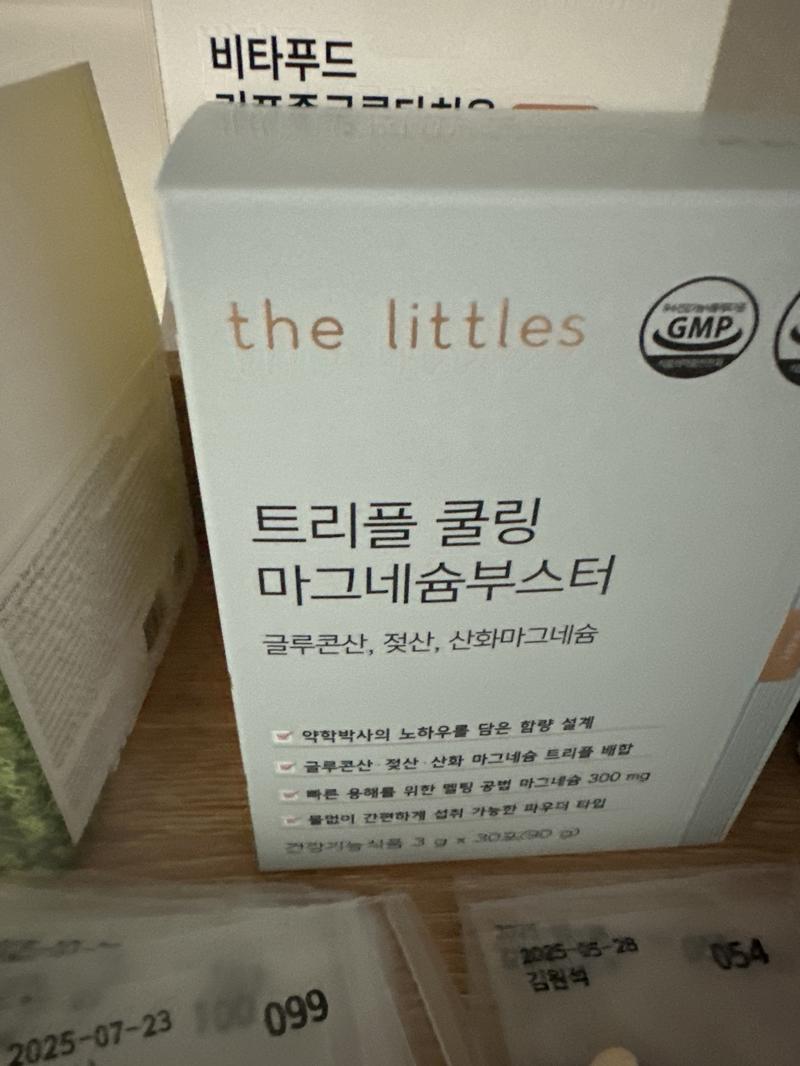 비타푸드
the littles
GMP
트리플 쿨링
마그네슘부스터
글루콘산, 젖산, 산화마그네슘
약학박사의 노하우를 담은 함량 설계
글루콘산·젖산·산화 마그네슘 트리플 배합
빠른 용해를 위한 멜팅 공법 마그네슘 300 mg
물없이 간편하게 섭취 가능한 파우더 타입
건강기능식품 3 g x 30포(90 g)
2025-05-28
054
김원석
2025-07-23
100
099